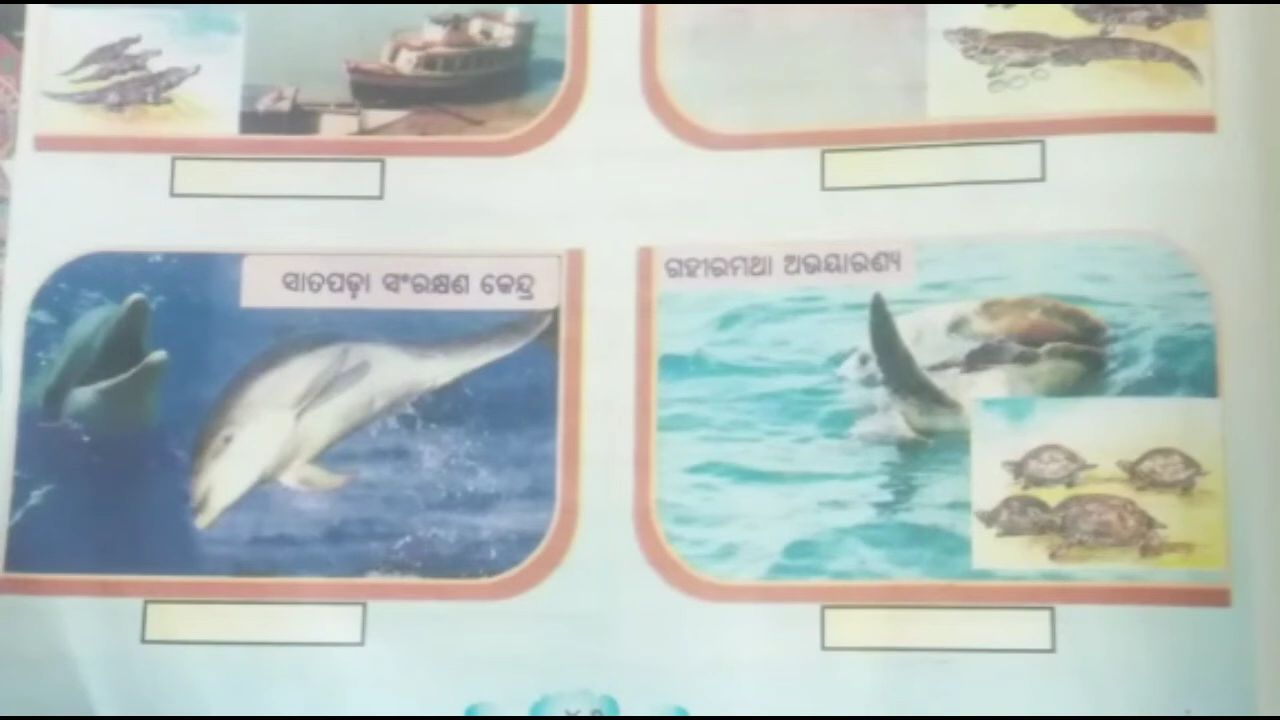 ସାତପଡ଼ା ସଂରକ୍ଷଣ କେନ୍ଦ୍ର
ଗହୀରମଥା ଅଭୟାରଣ୍ୟ